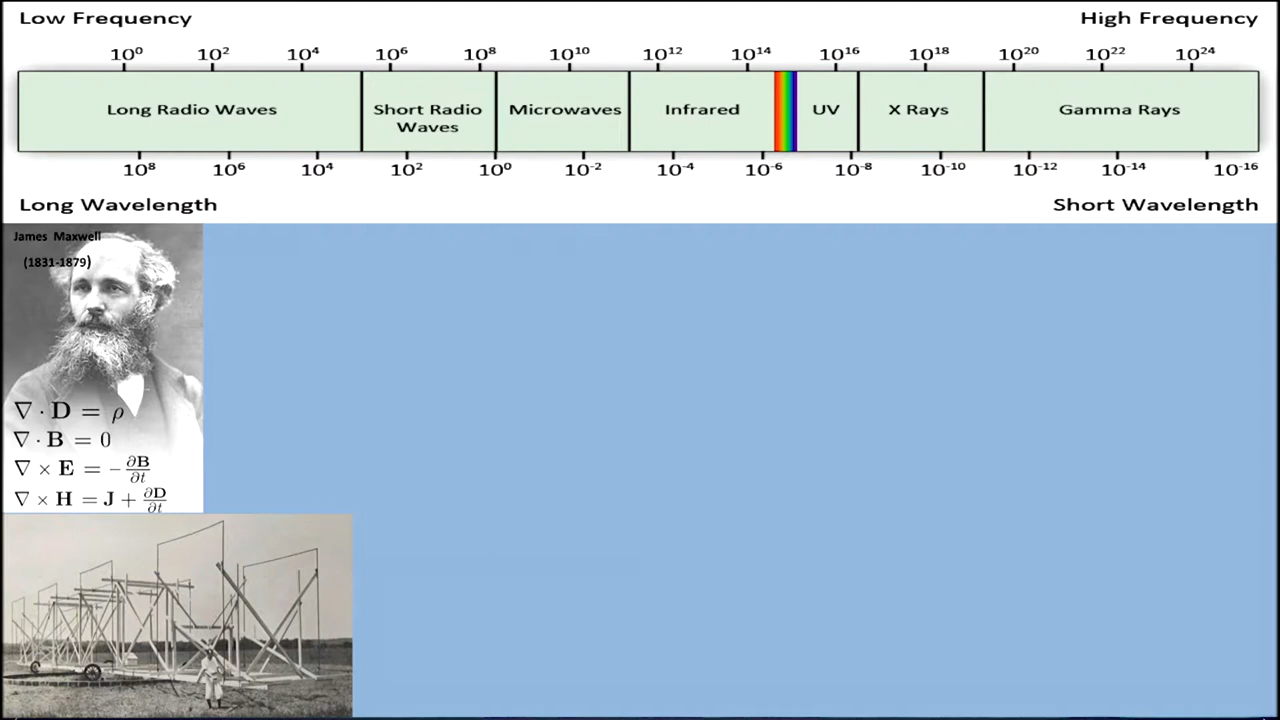 Low Frequency High Frequency
10⁰ 10² 10⁴ 10⁶ 10⁸ 10¹⁰ 10¹² 10¹⁴ 10¹⁶ 10¹⁸ 10²⁰ 10²² 10²⁴
Long Radio Waves Short Radio Waves Microwaves Infrared UV X Rays Gamma Rays
10⁸ 10⁶ 10⁴ 10² 10⁰ 10⁻² 10⁻⁴ 10⁻⁶ 10⁻⁸ 10⁻¹⁰ 10⁻¹² 10⁻¹⁴ 10⁻¹⁶
Long Wavelength Short Wavelength
James Maxwell
(1831-1879)
∇ · D = ρ
∇ · B = 0
∇ × E = -∂B/∂t
∇ × H = J + ∂D/∂t